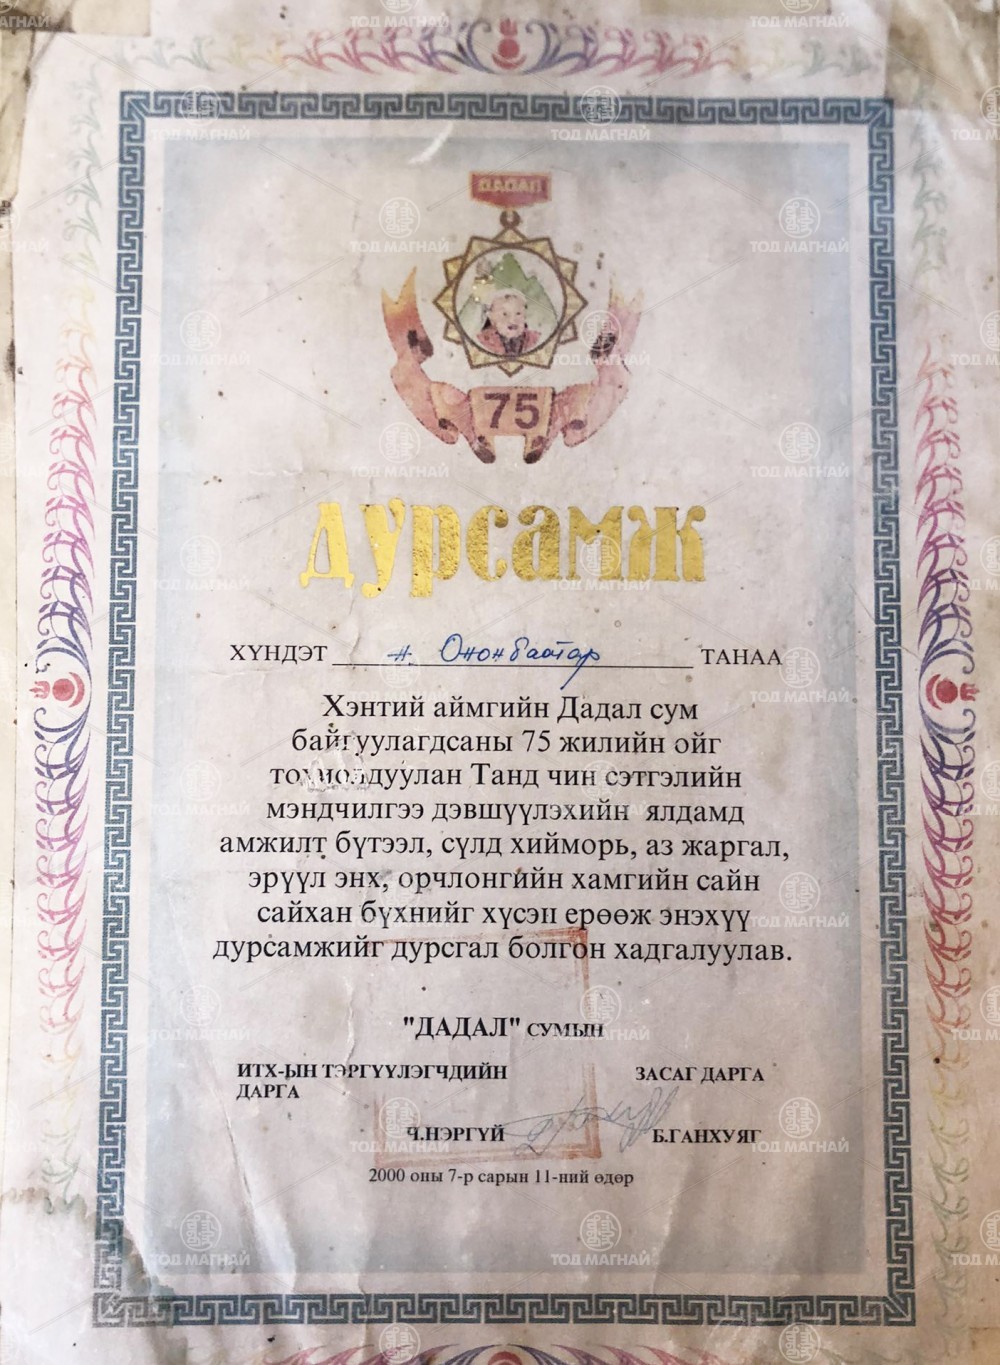 ДАДАЛ
75
Дурсамж
ХҮНДЭТ Н. Ононбаатар ТАНАА
Хэнтий аймгийн Дадал сум
байгуулагдсаны 75 жилийн ойг
тохиолдуулан Танд чин сэтгэлийн
мэндчилгээ дэвшүүлэхийн ялдамд
амжилт бүтээл, сүлд хийморь, аз жаргал,
эрүүл энх, орчлонгийн хамгийн сайн
сайхан бүхнийг хүсэн ерөөж энэхүү
дурсамжийг дурсгал болгон хадгалуулав.
"ДАДАЛ" СУМЫН
ИТХ-ЫН ТЭРГҮҮЛЭГЧДИЙН ЗАСАГ ДАРГА
ДАРГА
Ч.НЭРГҮЙ Б.ГАНХУЯГ
2000 оны 7-р сарын 11-ний өдөр
ТОД МАГНАЙ